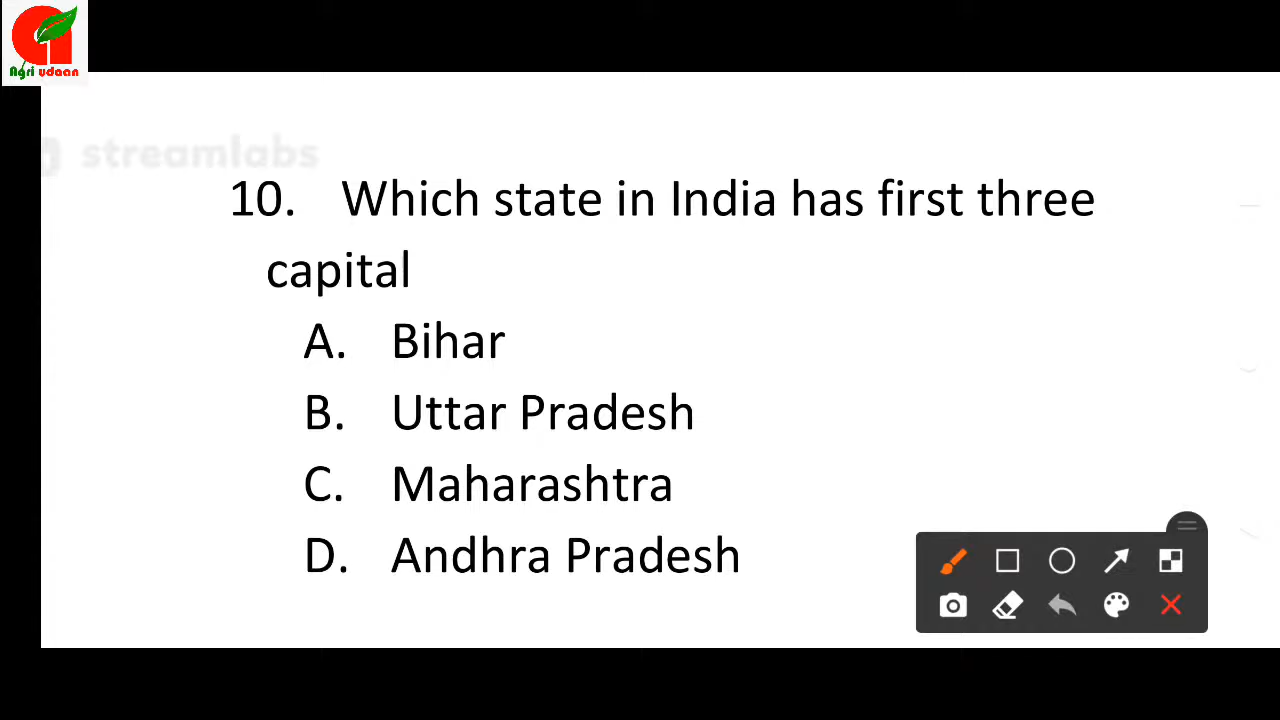 Agri udaan
streamlabs
10. Which state in India has first three
capital
A. Bihar
B. Uttar Pradesh
C. Maharashtra
D. Andhra Pradesh